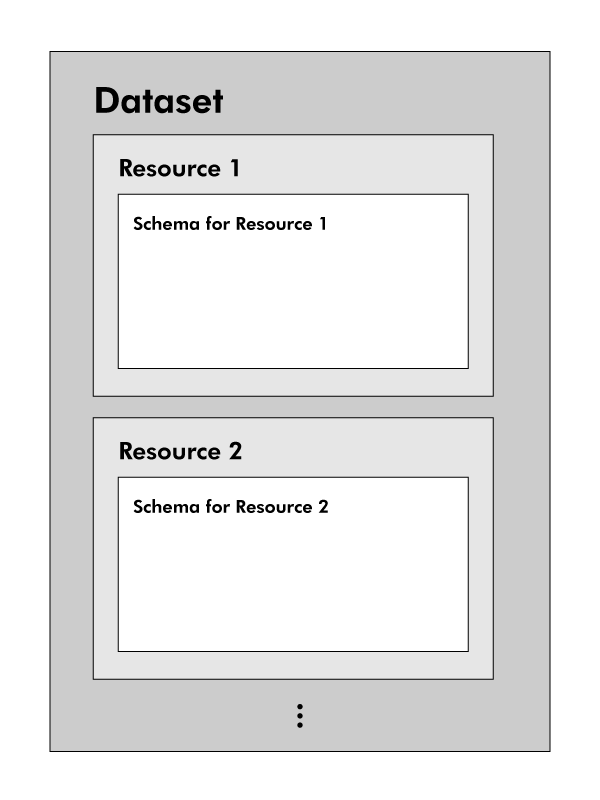 Dataset
Resource 1
Schema for Resource 1
Resource 2
Schema for Resource 2